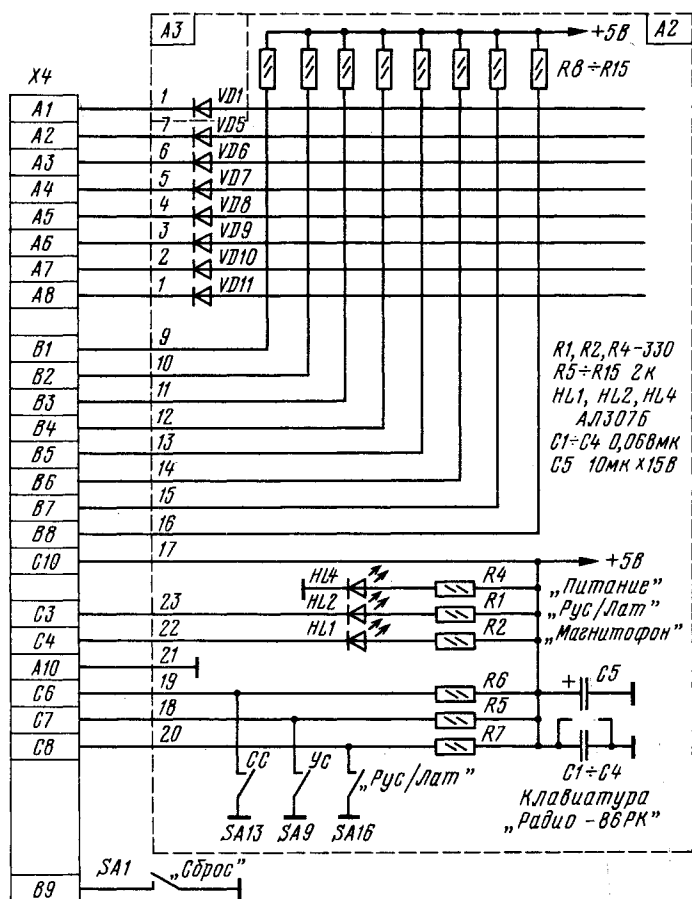 А3
+5В
А2
R8÷R15
X4
A1 1 VD1
A2 7 VD5
A3 6 VD6
A4 5 VD7
A5 4 VD8
A6 3 VD9
A7 2 VD10
A8 1 VD11
B1 9
B2 10
B3 11
B4 12
B5 13
B6 14
B7 15
B8 16
R1, R2, R4-330
R5÷R15 2к
HL1, HL2, HL4
АЛ307б
C1÷C4 0,068мк
C5 10мк x15В
C10 17
+5В
HL4 R4 „Питание"
C3 23 HL2 R1 „Рус/Лат"
C4 22 HL1 R2 „Магнитофон"
A10 21
C6 19 R6 + C5
C7 18 R5
C8 20 R7
СС Ус „Рус/Лат"
C1÷C4
SA13 SA9 SA16
Клавиатура
„Радио-86РК"
SA1 „Сброс"
B9